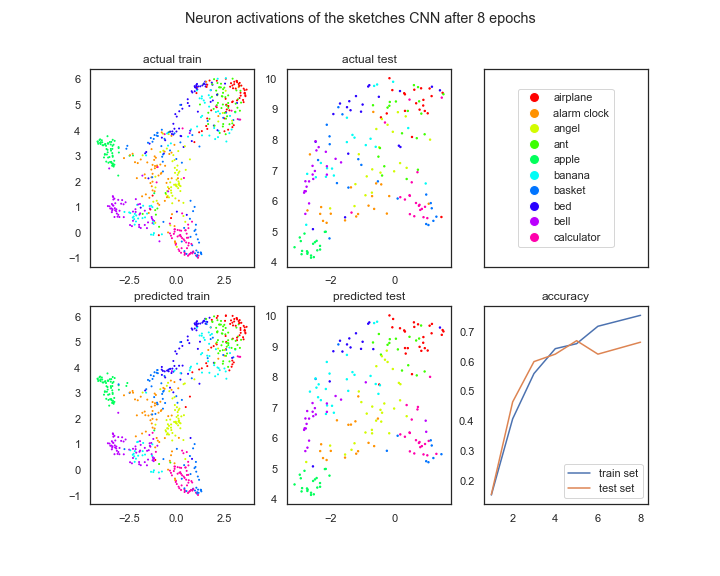 Neuron activations of the sketches CNN after 8 epochs
actual train
actual test
6
5
4
3
2
1
0
−1
−2.5 0.0 2.5
10
9
8
7
6
5
4
−2 0
airplane
alarm clock
angel
ant
apple
banana
basket
bed
bell
calculator
predicted train
predicted test
accuracy
6
5
4
3
2
1
0
−1
−2.5 0.0 2.5
10
9
8
7
6
5
4
−2 0
0.7
0.6
0.5
0.4
0.3
0.2
train set
test set
2 4 6 8